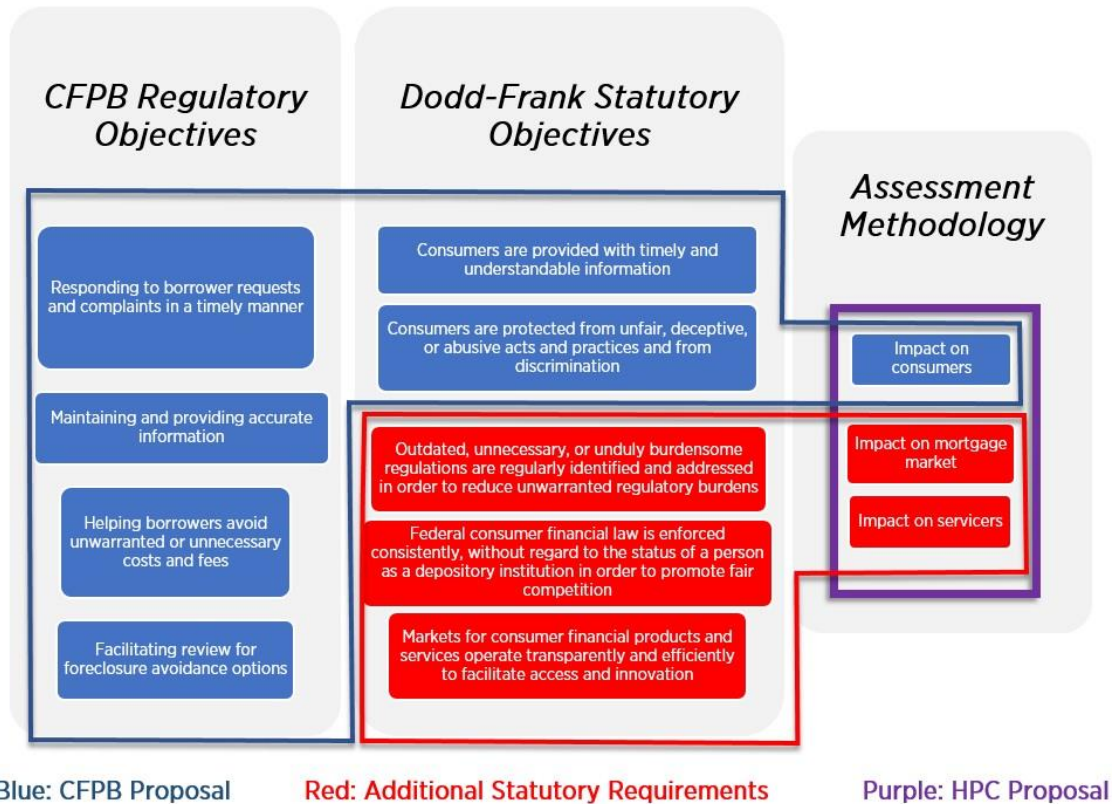 CFPB Regulatory
Objectives
Responding to borrower requests
and complaints in a timely manner
Maintaining and providing accurate
information
Helping borrowers avoid
unwarranted or unnecessary
costs and fees
Facilitating review for
foreclosure avoidance options
Dodd-Frank Statutory
Objectives
Consumers are provided with timely and
understandable information
Consumers are protected from unfair, deceptive,
or abusive acts and practices and from
discrimination
Outdated, unnecessary, or unduly burdensome
regulations are regularly identified and addressed
in order to reduce unwarranted regulatory burdens
Federal consumer financial law is enforced
consistently, without regard to the status of a person
as a depository institution in order to promote fair
competition
Markets for consumer financial products and
services operate transparently and efficiently
to facilitate access and innovation
Assessment
Methodology
Impact on
consumers
Impact on mortgage
market
Impact on servicers
Blue: CFPB Proposal
Red: Additional Statutory Requirements
Purple: HPC Proposal